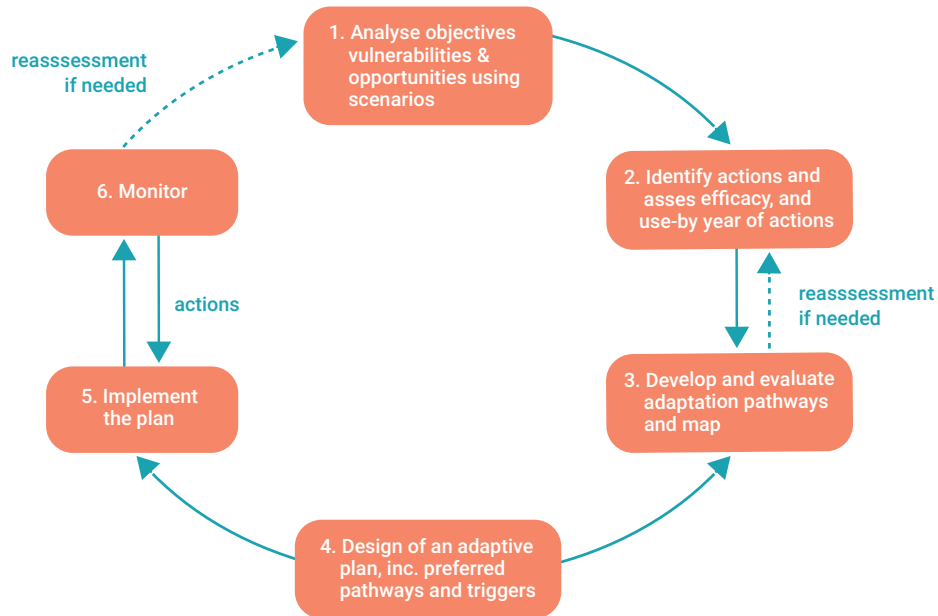 1. Analyse objectives
vulnerabilities &
opportunities using
scenarios
reasssessment
if needed
6. Monitor
2. Identify actions and
asses efficacy, and
use-by year of actions
actions
reasssessment
if needed
5. Implement
the plan
3. Develop and evaluate
adaptation pathways
and map
4. Design of an adaptive
plan, inc. preferred
pathways and triggers